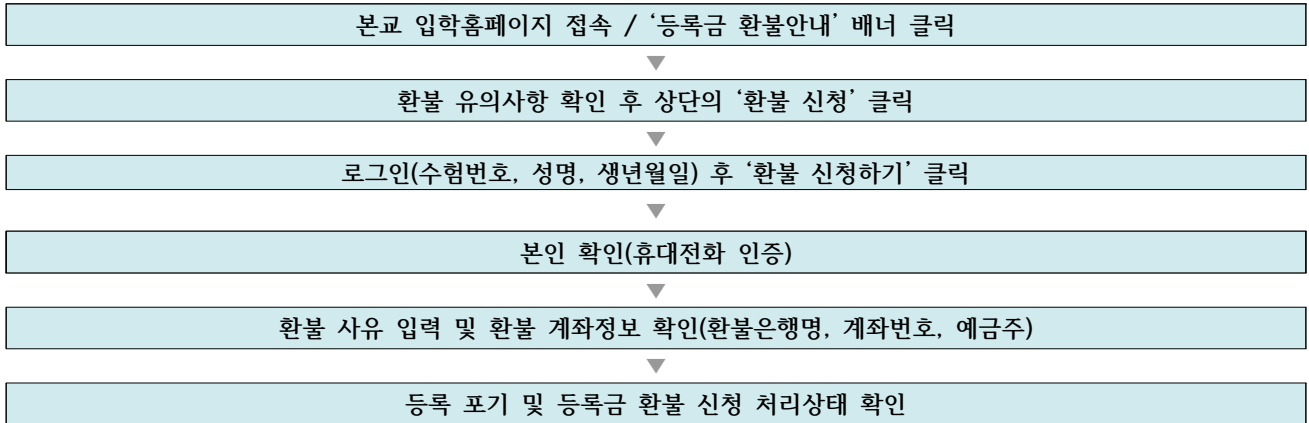 본교 입학홈페이지 접속 / ‘등록금 환불안내’ 배너 클릭
환불 유의사항 확인 후 상단의 ‘환불 신청’ 클릭
로그인(수험번호, 성명, 생년월일) 후 ‘환불 신청하기’ 클릭
본인 확인(휴대전화 인증)
환불 사유 입력 및 환불 계좌정보 확인(환불은행명, 계좌번호, 예금주)
등록 포기 및 등록금 환불 신청 처리상태 확인